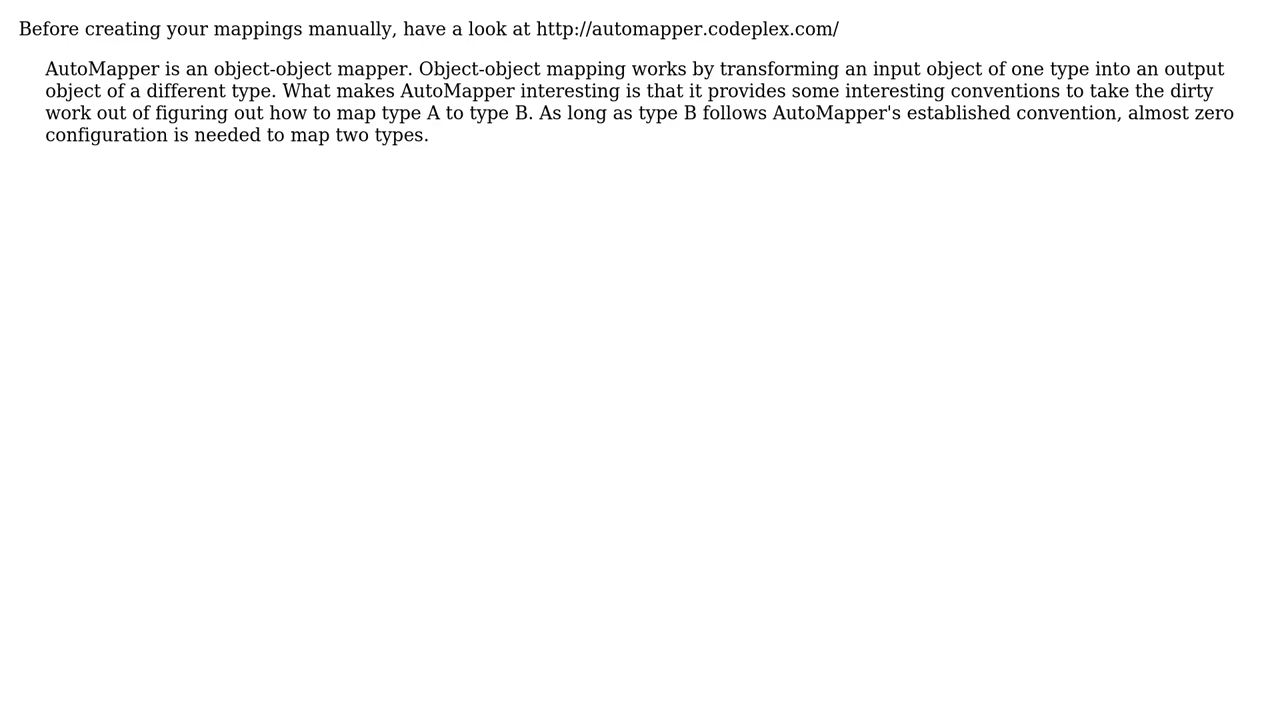 Before creating your mappings manually, have a look at http://automapper.codeplex.com/
AutoMapper is an object-object mapper. Object-object mapping works by transforming an input object of one type into an output
object of a different type. What makes AutoMapper interesting is that it provides some interesting conventions to take the dirty
work out of figuring out how to map type A to type B. As long as type B follows AutoMapper's established convention, almost zero
configuration is needed to map two types.